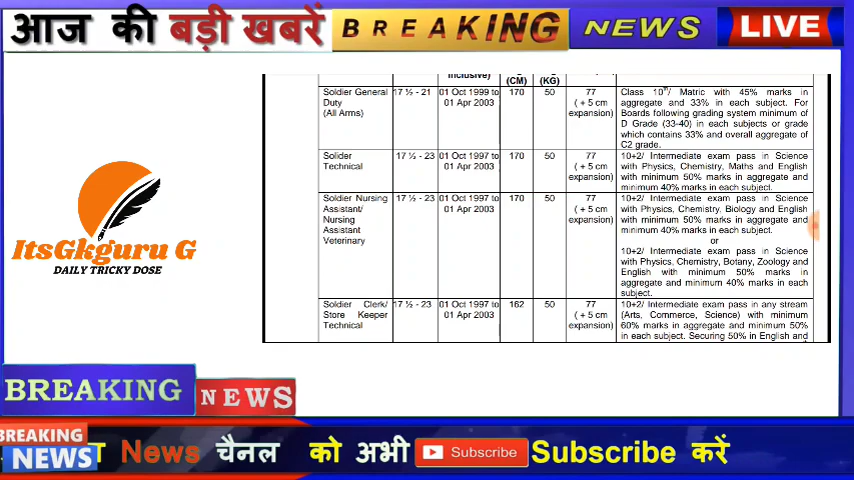 आज की बड़ी खबरें BREAKING NEWS LIVE
inclusive) (CM) (KG)
Soldier General 17 ½ - 21 01 Oct 1999 to 170 50 77 Class 10th/ Matric with 45% marks in
Duty 01 Apr 2003 ( + 5 cm aggregate and 33% in each subject. For
(All Arms) expansion) Boards following grading system minimum of
D Grade (33-40) in each subjects or grade
which contains 33% and overall aggregate of
C2 grade.
Solider 17 ½ - 23 01 Oct 1997 to 170 50 77 10+2/ Intermediate exam pass in Science
Technical 01 Apr 2003 ( + 5 cm with Physics, Chemistry, Maths and English
expansion) with minimum 50% marks in aggregate and
minimum 40% marks in each subject.
Soldier Nursing 17 ½ - 23 01 Oct 1997 to 170 50 77 10+2/ Intermediate exam pass in Science
Assistant/ 01 Apr 2003 ( + 5 cm with Physics, Chemistry, Biology and English
Nursing expansion) with minimum 50% marks in aggregate and
Assistant minimum 40% marks in each subject.
Veterinary or
10+2/ Intermediate exam pass in Science
with Physics, Chemistry, Botany, Zoology and
English with minimum 50% marks in
aggregate and minimum 40% marks in each
subject.
Soldier Clerk/ 17 ½ - 23 01 Oct 1997 to 162 50 77 10+2/ Intermediate exam pass in any stream
Store Keeper 01 Apr 2003 ( + 5 cm (Arts, Commerce, Science) with minimum
Technical expansion) 60% marks in aggregate and minimum 50%
in each subject. Securing 50% in English and
ItsGkguru G
DAILY TRICKY DOSE
BREAKING NEWS
BREAKING NEWS
News चैनल को अभी Subscribe Subscribe करें